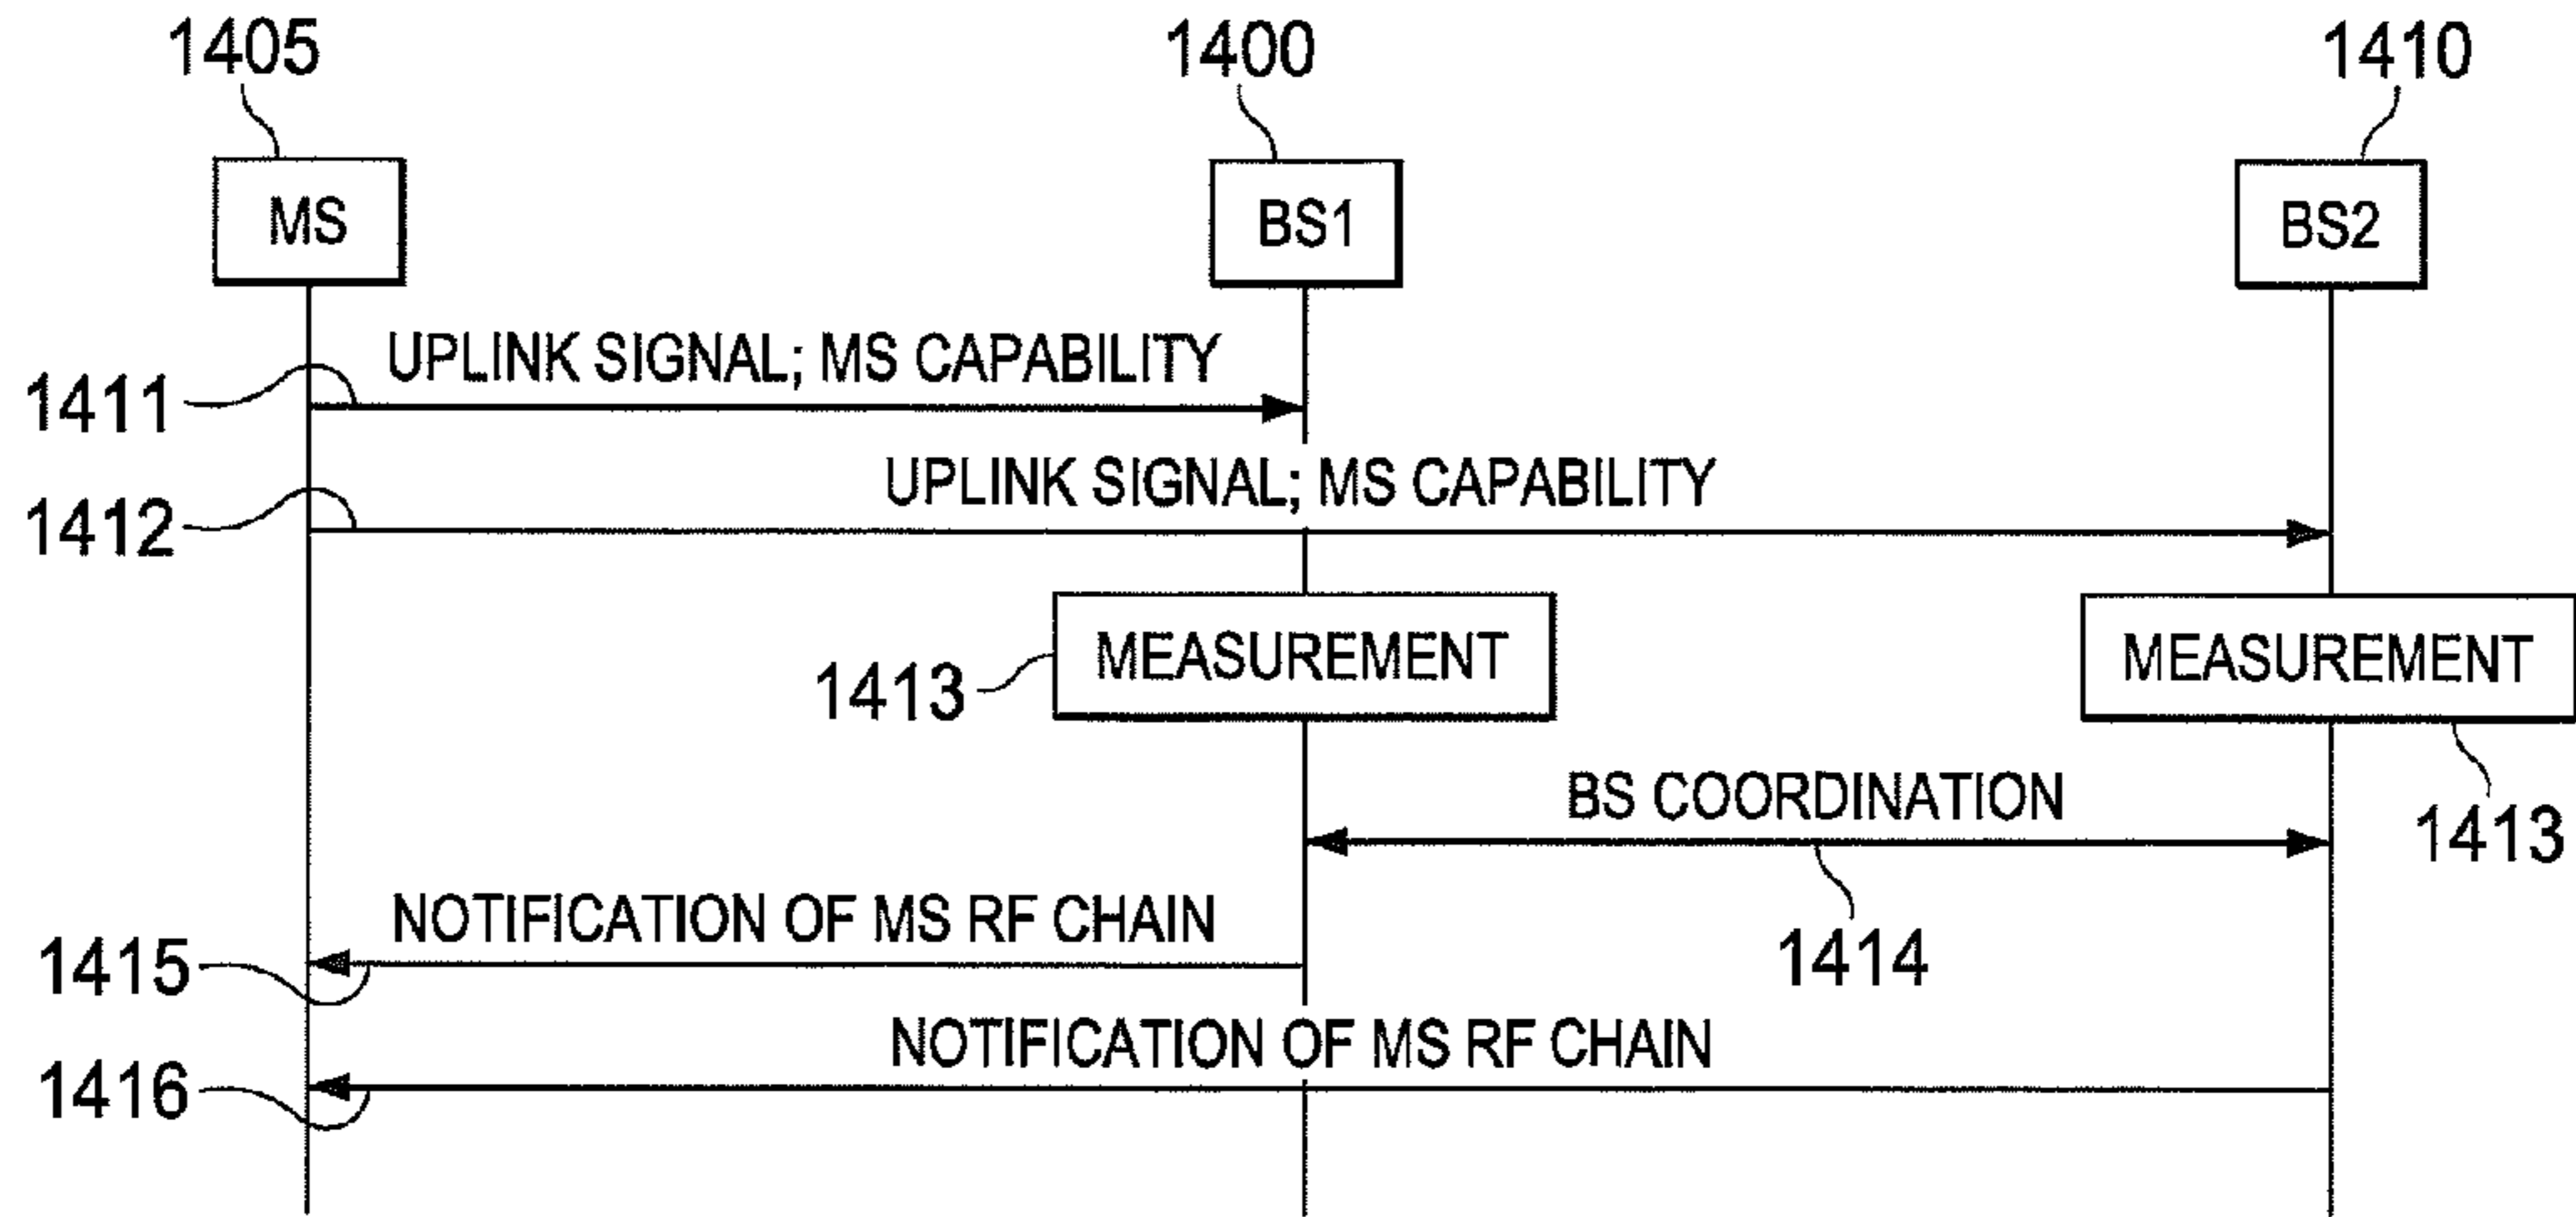 1405
1400
1410
MS
BS1
BS2
UPLINK SIGNAL; MS CAPABILITY
1411
UPLINK SIGNAL; MS CAPABILITY
1412
MEASUREMENT
MEASUREMENT
1413
BS COORDINATION
1413
NOTIFICATION OF MS RF CHAIN
1414
1415
NOTIFICATION OF MS RF CHAIN
1416